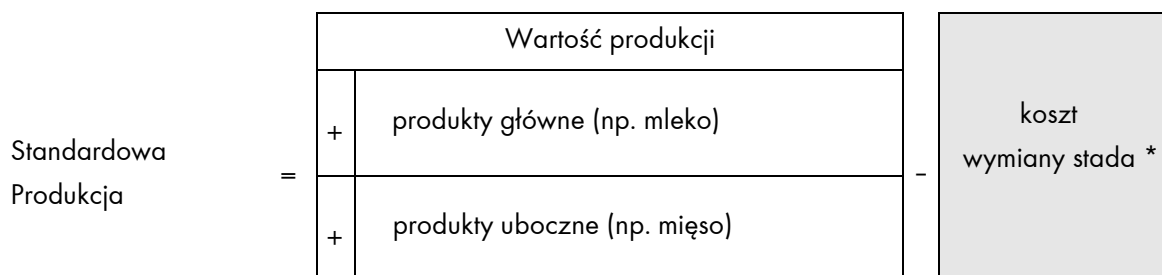 Wartość produkcji
+ produkty główne (np. mleko)
Standardowa
Produkcja
=
+ produkty uboczne (np. mięso)
–
koszt
wymiany stada *